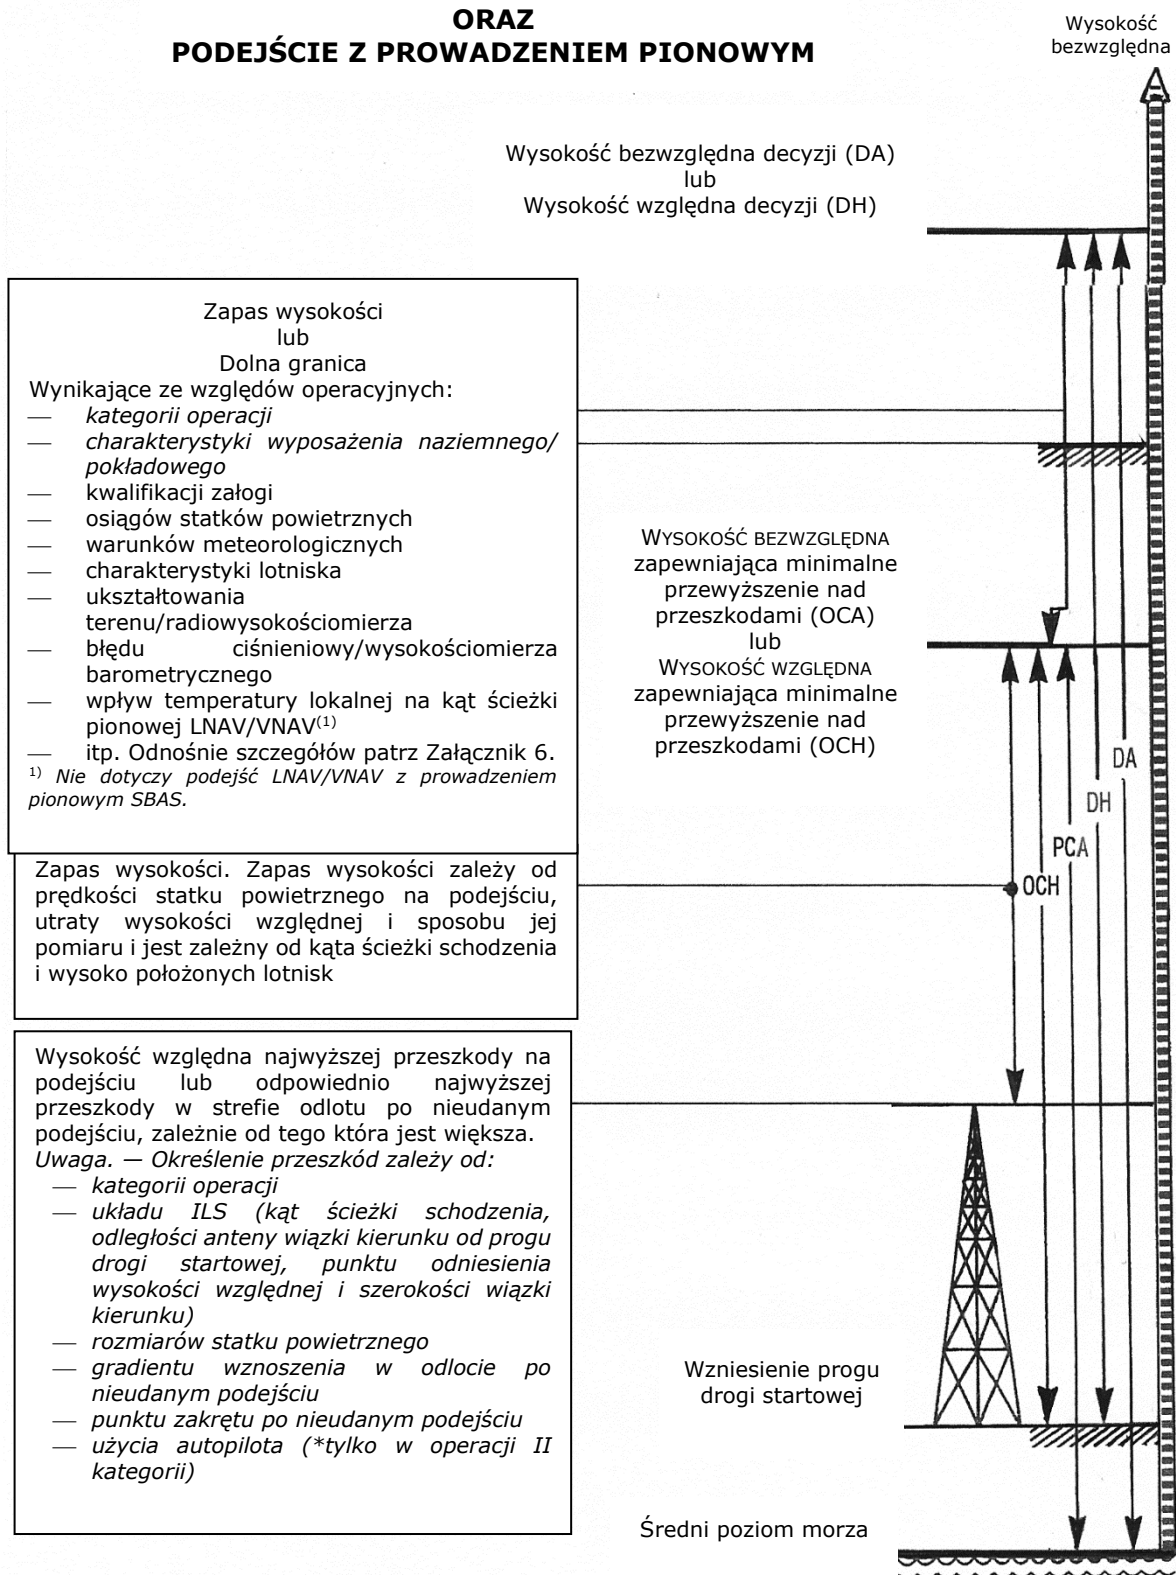 ORAZ
PODEJŚCIE Z PROWADZENIEM PIONOWYM
Wysokość
bezwzględna
Wysokość bezwzględna decyzji (DA)
lub
Wysokość względna decyzji (DH)
Zapas wysokości
lub
Dolna granica
Wynikające ze względów operacyjnych:
— kategorii operacji
— charakterystyki wyposażenia naziemnego/
pokładowego
— kwalifikacji załogi
— osiągów statków powietrznych
— warunków meteorologicznych
— charakterystyki lotniska
— ukształtowania
terenu/radiowysokościomierza
— błędu ciśnieniowy/wysokościomierza
barometrycznego
— wpływ temperatury lokalnej na kąt ścieżki
pionowej LNAV/VNAV(1)
— itp. Odnośnie szczegółów patrz Załącznik 6.
1) Nie dotyczy podejść LNAV/VNAV z prowadzeniem
pionowym SBAS.
WYSOKOŚĆ BEZWZGLĘDNA
zapewniająca minimalne
przewyższenie nad
przeszkodami (OCA)
lub
WYSOKOŚĆ WZGLĘDNA
zapewniająca minimalne
przewyższenie nad
przeszkodami (OCH)
DA
DH
PCA
OCH
Zapas wysokości. Zapas wysokości zależy od
prędkości statku powietrznego na podejściu,
utraty wysokości względnej i sposobu jej
pomiaru i jest zależny od kąta ścieżki schodzenia
i wysoko położonych lotnisk
Wysokość względna najwyższej przeszkody na
podejściu lub odpowiednio najwyższej
przeszkody w strefie odlotu po nieudanym
podejściu, zależnie od tego która jest większa.
Uwaga. — Określenie przeszkód zależy od:
— kategorii operacji
— układu ILS (kąt ścieżki schodzenia,
odległości anteny wiązki kierunku od progu
drogi startowej, punktu odniesienia
wysokości względnej i szerokości wiązki
kierunku)
— rozmiarów statku powietrznego
— gradientu wznoszenia w odlocie po
nieudanym podejściu
— punktu zakrętu po nieudanym podejściu
— użycia autopilota (*tylko w operacji II
kategorii)
Wzniesienie progu
drogi startowej
Średni poziom morza